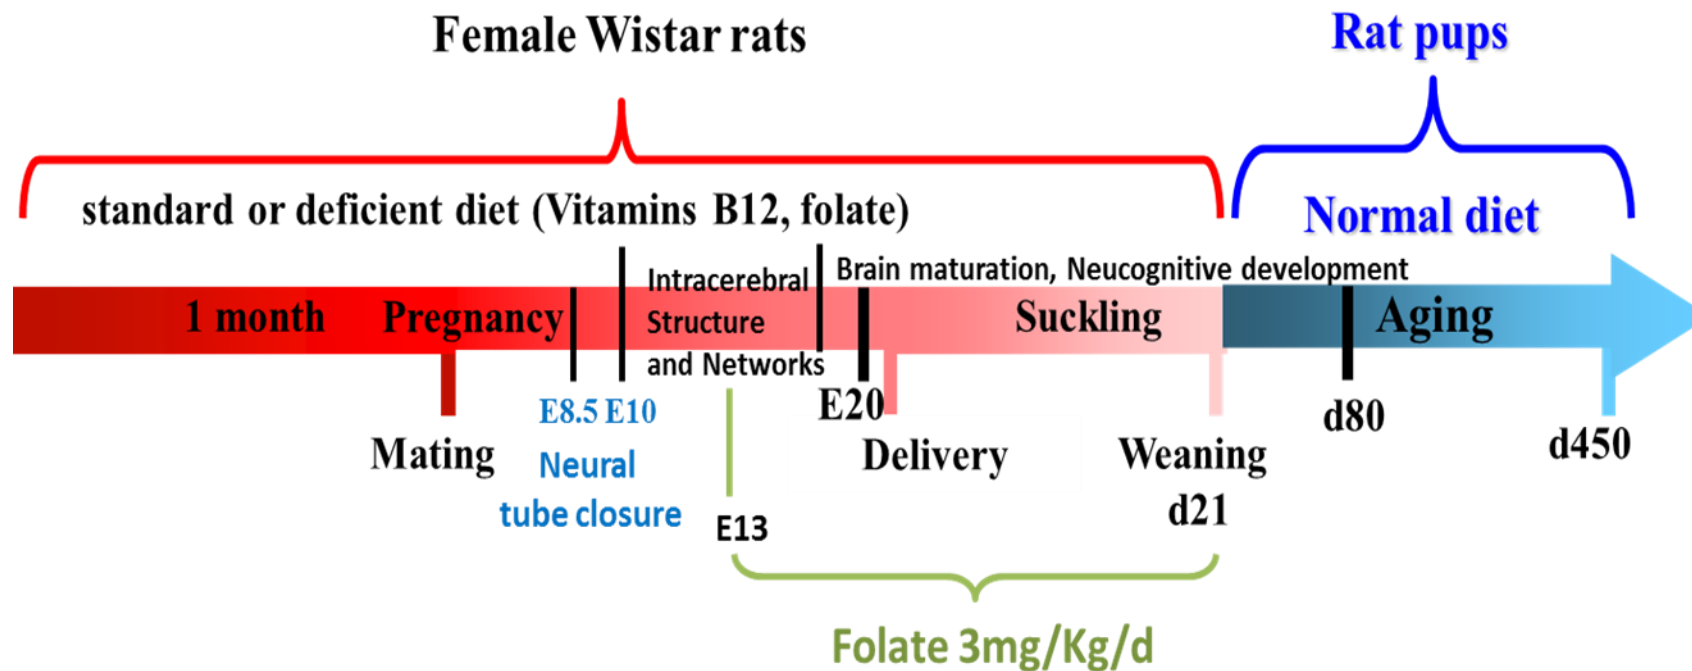 Female Wistar rats
Rat pups
standard or deficient diet (Vitamins B12, folate)
Normal diet
Intracerebral
Structure
and Networks
Brain maturation, Neucognitive development
1 month
Pregnancy
Suckling
Aging
E8.5 E10
E20
d80
d450
Mating
Neural
tube closure
Delivery
Weaning
d21
E13
Folate 3mg/Kg/d